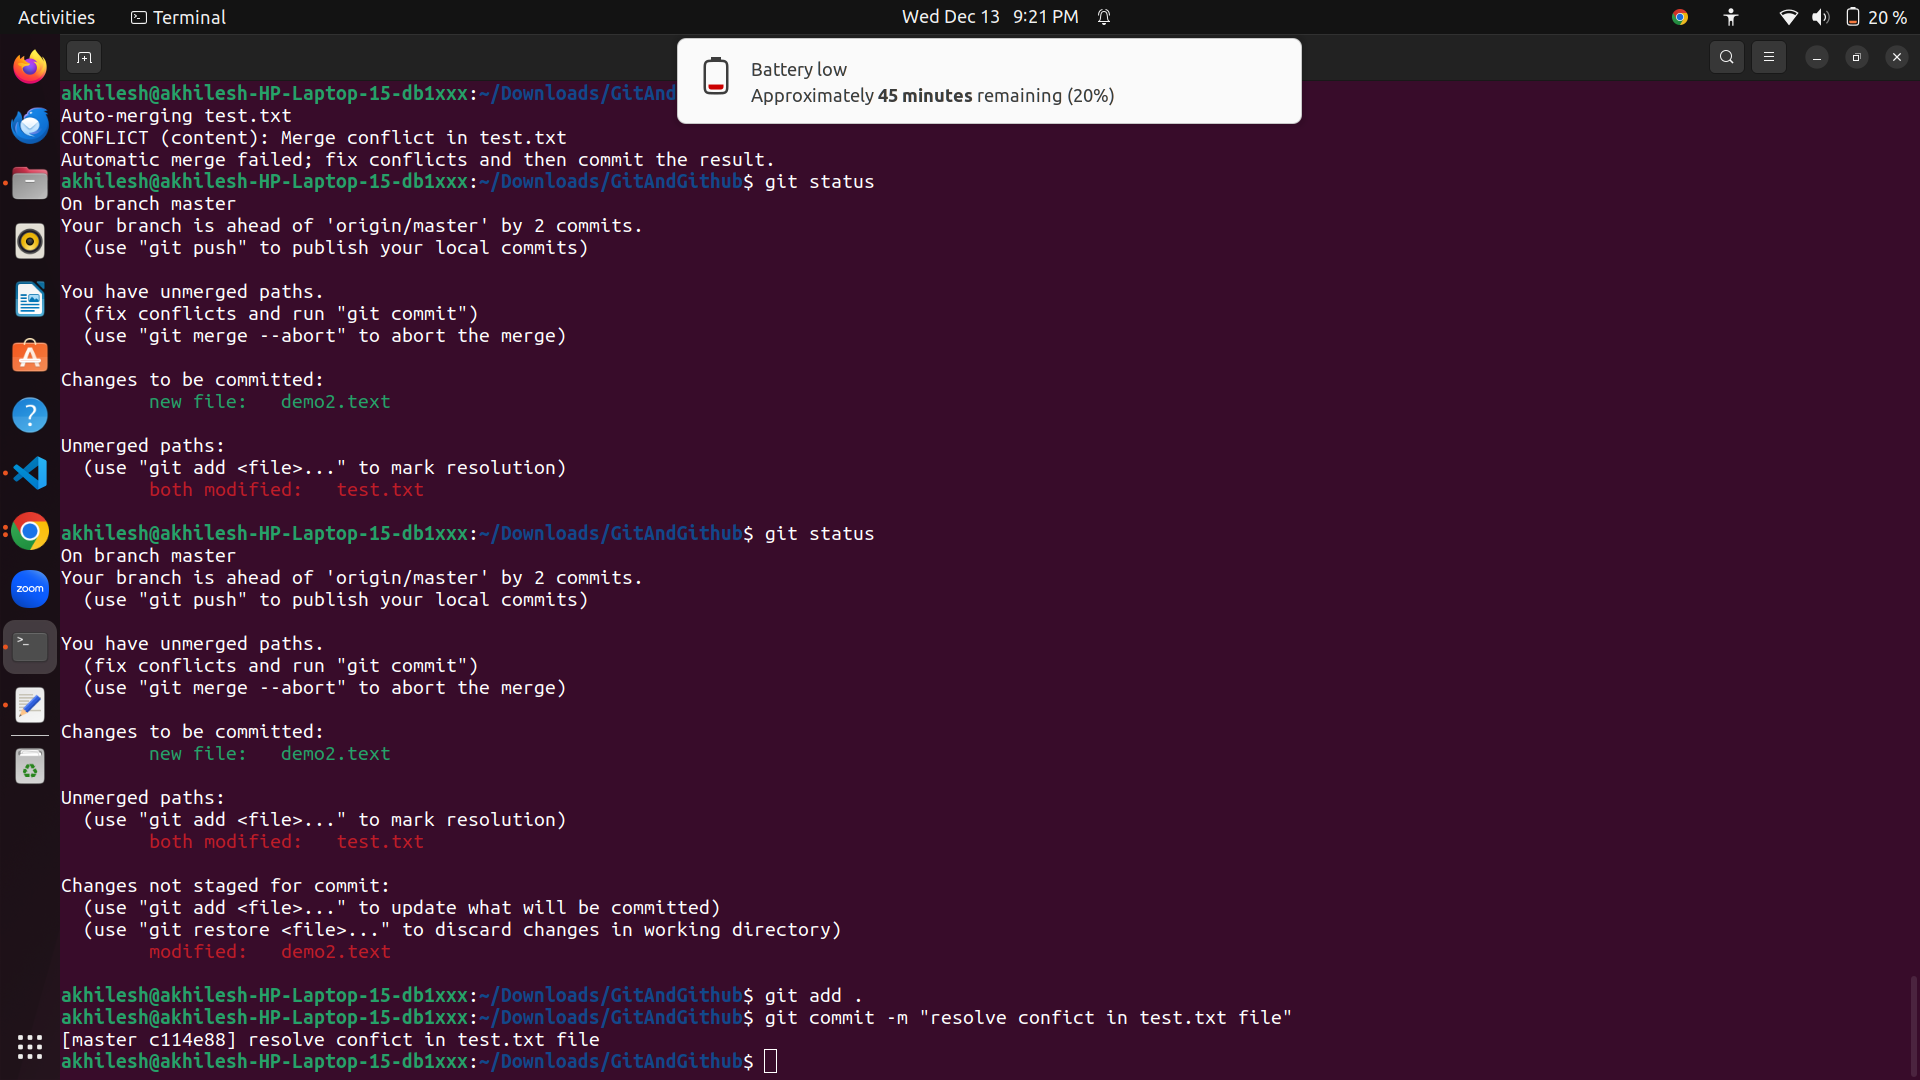 Activities Terminal Wed Dec 13 9:21 PM 20 %
Battery low
Approximately 45 minutes remaining (20%)
akhilesh@akhilesh-HP-Laptop-15-db1xxx:~/Downloads/GitAnd
Auto-merging test.txt
CONFLICT (content): Merge conflict in test.txt
Automatic merge failed; fix conflicts and then commit the result.
akhilesh@akhilesh-HP-Laptop-15-db1xxx:~/Downloads/GitAndGithub$ git status
On branch master
Your branch is ahead of 'origin/master' by 2 commits.
  (use "git push" to publish your local commits)

You have unmerged paths.
  (fix conflicts and run "git commit")
  (use "git merge --abort" to abort the merge)

Changes to be committed:
        new file:   demo2.text

Unmerged paths:
  (use "git add <file>..." to mark resolution)
        both modified:   test.txt

akhilesh@akhilesh-HP-Laptop-15-db1xxx:~/Downloads/GitAndGithub$ git status
On branch master
Your branch is ahead of 'origin/master' by 2 commits.
  (use "git push" to publish your local commits)

You have unmerged paths.
  (fix conflicts and run "git commit")
  (use "git merge --abort" to abort the merge)

Changes to be committed:
        new file:   demo2.text

Unmerged paths:
  (use "git add <file>..." to mark resolution)
        both modified:   test.txt

Changes not staged for commit:
  (use "git add <file>..." to update what will be committed)
  (use "git restore <file>..." to discard changes in working directory)
        modified:   demo2.text

akhilesh@akhilesh-HP-Laptop-15-db1xxx:~/Downloads/GitAndGithub$ git add .
akhilesh@akhilesh-HP-Laptop-15-db1xxx:~/Downloads/GitAndGithub$ git commit -m "resolve confict in test.txt file"
[master c114e88] resolve confict in test.txt file
akhilesh@akhilesh-HP-Laptop-15-db1xxx:~/Downloads/GitAndGithub$
zoom